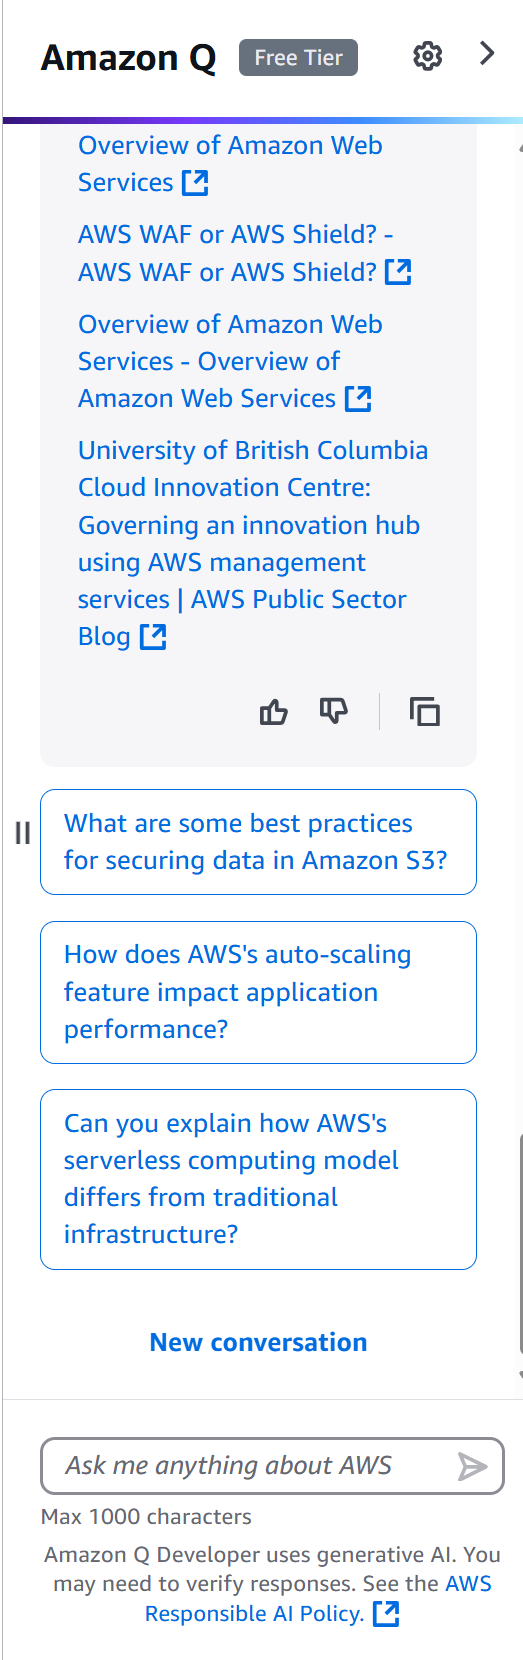 Amazon Q Free Tier
Overview of Amazon Web
Services
AWS WAF or AWS Shield? -
AWS WAF or AWS Shield?
Overview of Amazon Web
Services - Overview of
Amazon Web Services
University of British Columbia
Cloud Innovation Centre:
Governing an innovation hub
using AWS management
services | AWS Public Sector
Blog
What are some best practices
for securing data in Amazon S3?
How does AWS's auto-scaling
feature impact application
performance?
Can you explain how AWS's
serverless computing model
differs from traditional
infrastructure?
New conversation
Ask me anything about AWS
Max 1000 characters
Amazon Q Developer uses generative AI. You
may need to verify responses. See the AWS
Responsible AI Policy.